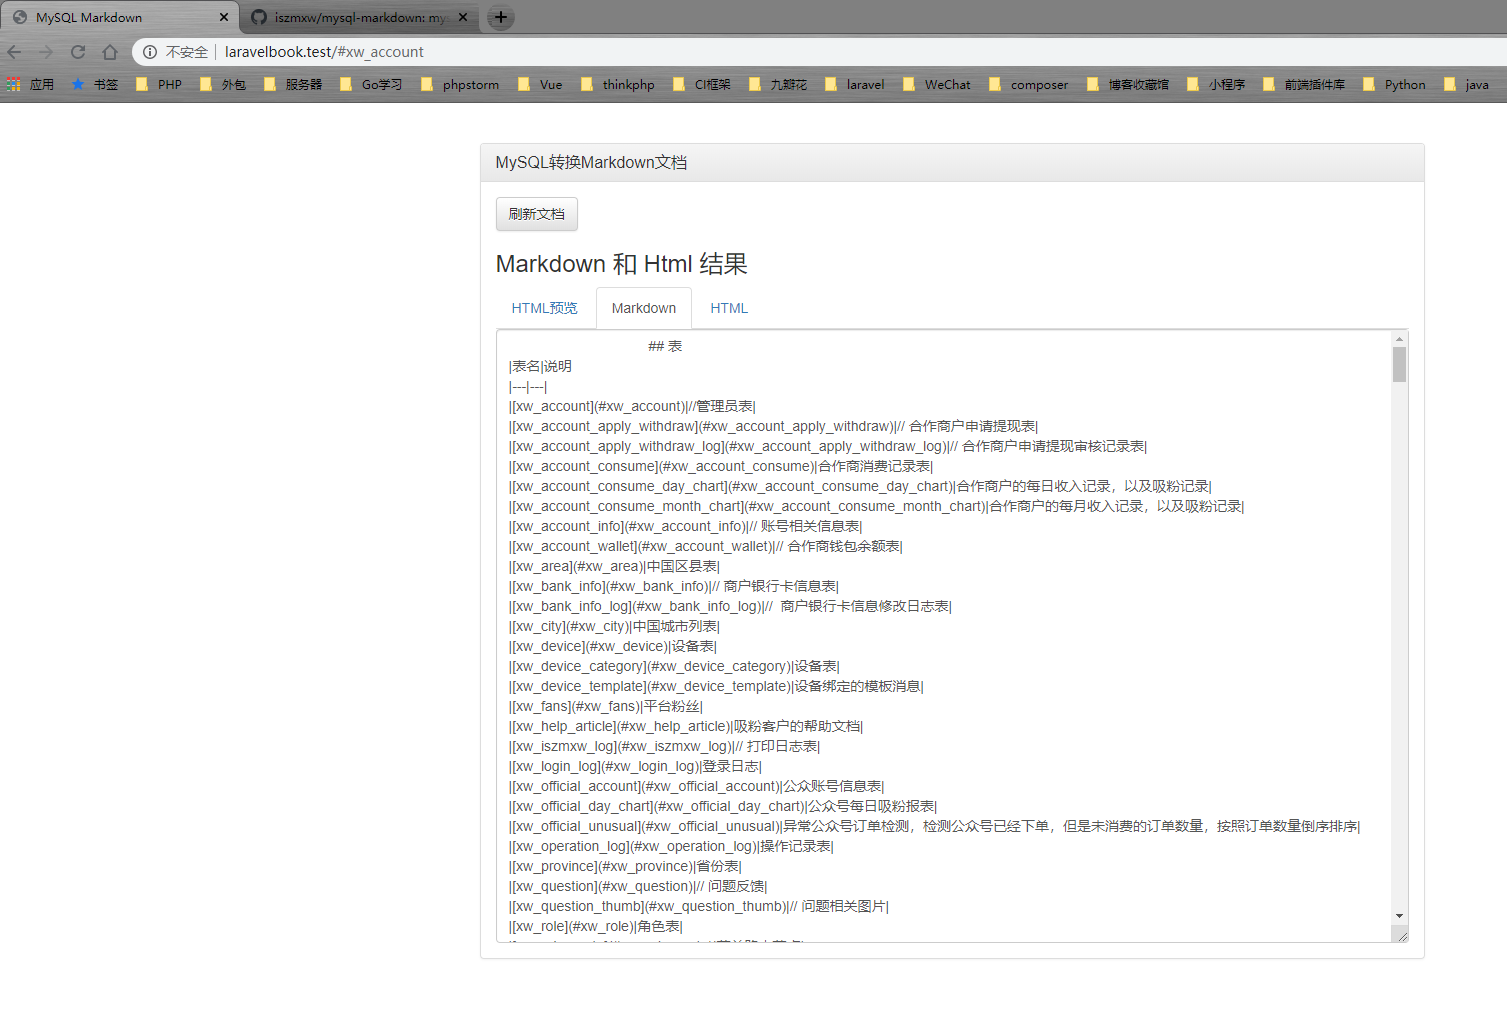 MySQL Markdown
iszmxw/mysql-markdown: mys
不安全 laravelbook.test/#xw_account
应用 书签 PHP 外包 服务器 Go学习 phpstorm Vue thinkphp CI框架 九瓣花 laravel WeChat composer 博客收藏馆 小程序 前端插件库 Python java
MySQL转换Markdown文档
刷新文档
Markdown 和 Html 结果
HTML预览 Markdown HTML
## 表
|表名|说明
|---|---|
|[xw_account](#xw_account)|//管理员表|
|[xw_account_apply_withdraw](#xw_account_apply_withdraw)|// 合作商户申请提现表|
|[xw_account_apply_withdraw_log](#xw_account_apply_withdraw_log)|// 合作商户申请提现审核记录表|
|[xw_account_consume](#xw_account_consume)|合作商消费记录表|
|[xw_account_consume_day_chart](#xw_account_consume_day_chart)|合作商户的每日收入记录，以及吸粉记录|
|[xw_account_consume_month_chart](#xw_account_consume_month_chart)|合作商户的每月收入记录，以及吸粉记录|
|[xw_account_info](#xw_account_info)|// 账号相关信息表|
|[xw_account_wallet](#xw_account_wallet)|// 合作商钱包余额表|
|[xw_area](#xw_area)|中国区县表|
|[xw_bank_info](#xw_bank_info)|// 商户银行卡信息表|
|[xw_bank_info_log](#xw_bank_info_log)|//  商户银行卡信息修改日志表|
|[xw_city](#xw_city)|中国城市列表|
|[xw_device](#xw_device)|设备表|
|[xw_device_category](#xw_device_category)|设备表|
|[xw_device_template](#xw_device_template)|设备绑定的模板消息|
|[xw_fans](#xw_fans)|平台粉丝|
|[xw_help_article](#xw_help_article)|吸粉客户的帮助文档|
|[xw_iszmxw_log](#xw_iszmxw_log)|// 打印日志表|
|[xw_login_log](#xw_login_log)|登录日志|
|[xw_official_account](#xw_official_account)|公众账号信息表|
|[xw_official_day_chart](#xw_official_day_chart)|公众号每日吸粉报表|
|[xw_official_unusual](#xw_official_unusual)|异常公众号订单检测，检测公众号已经下单，但是未消费的订单数量，按照订单数量倒序排序|
|[xw_operation_log](#xw_operation_log)|操作记录表|
|[xw_province](#xw_province)|省份表|
|[xw_question](#xw_question)|// 问题反馈|
|[xw_question_thumb](#xw_question_thumb)|// 问题相关图片|
|[xw_role](#xw_role)|角色表|